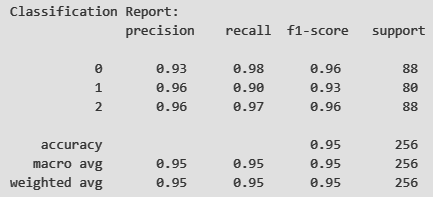 Classification Report:
precision recall f1-score support
0 0.93 0.98 0.96 88
1 0.96 0.90 0.93 80
2 0.96 0.97 0.96 88
accuracy 0.95 256
macro avg 0.95 0.95 0.95 256
weighted avg 0.95 0.95 0.95 256